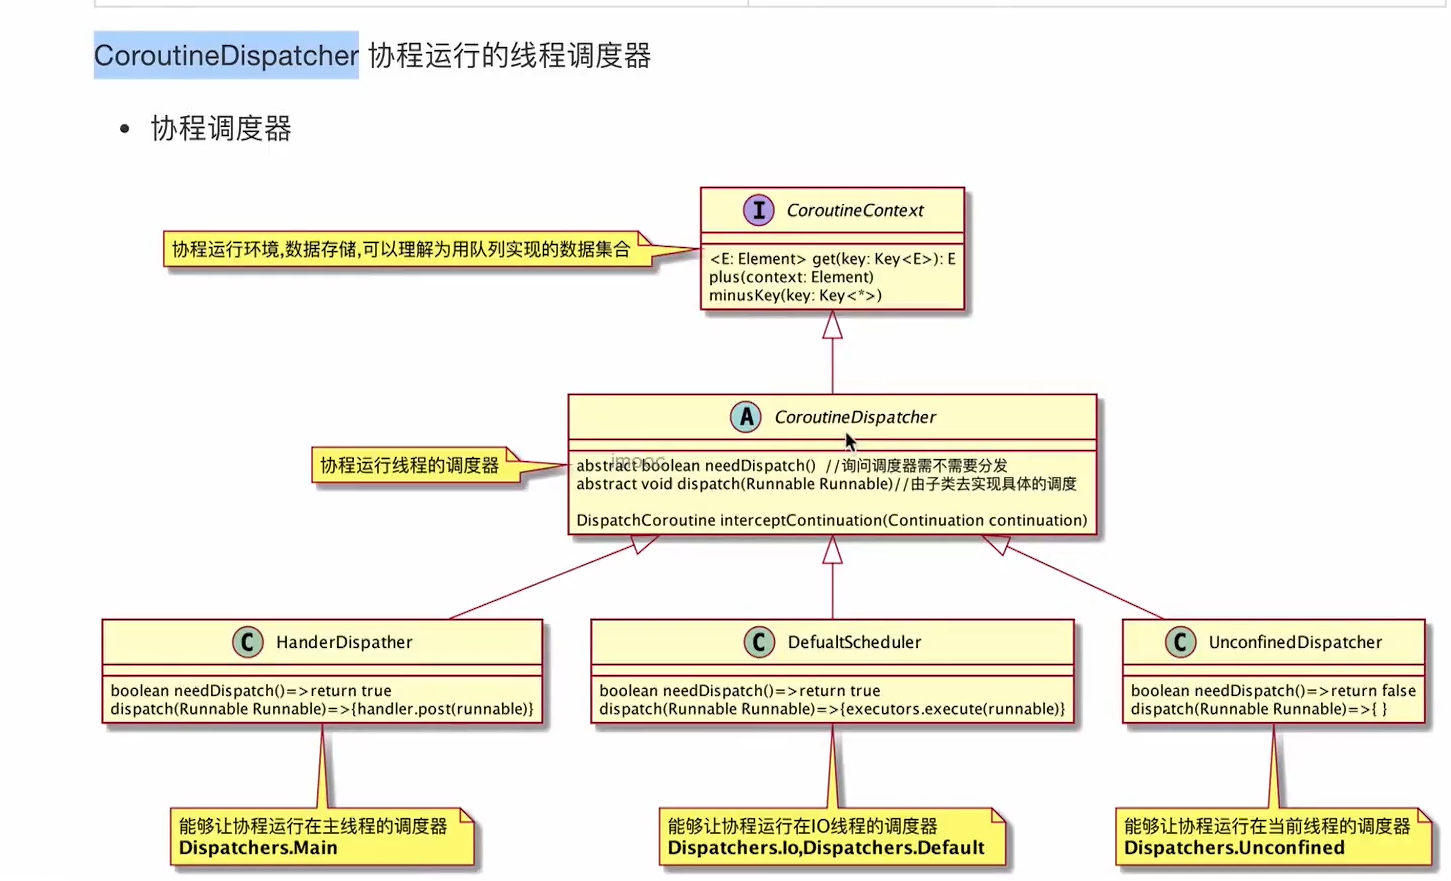 CoroutineDispatcher 协程运行的线程调度器
• 协程调度器
I CoroutineContext
协程运行环境,数据存储,可以理解为用队列实现的数据集合
<E: Element> get(key: Key<E>): E
plus(context: Element)
minusKey(key: Key<*>)
A CoroutineDispatcher
协程运行线程的调度器
imooc
abstract boolean needDispatch() //询问调度器需不需要分发
abstract void dispatch(Runnable Runnable)//由子类去实现具体的调度
DispatchCoroutine interceptContinuation(Continuation continuation)
C HanderDispather
boolean needDispatch()=>return true
dispatch(Runnable Runnable)=>{handler.post(runnable)}
C DefualtScheduler
boolean needDispatch()=>return true
dispatch(Runnable Runnable)=>{executors.execute(runnable)}
C UnconfinedDispatcher
boolean needDispatch()=>return false
dispatch(Runnable Runnable)=>{ }
能够让协程运行在主线程的调度器
Dispatchers.Main
能够让协程运行在IO线程的调度器
Dispatchers.Io,Dispatchers.Default
能够让协程运行在当前线程的调度器
Dispatchers.Unconfined